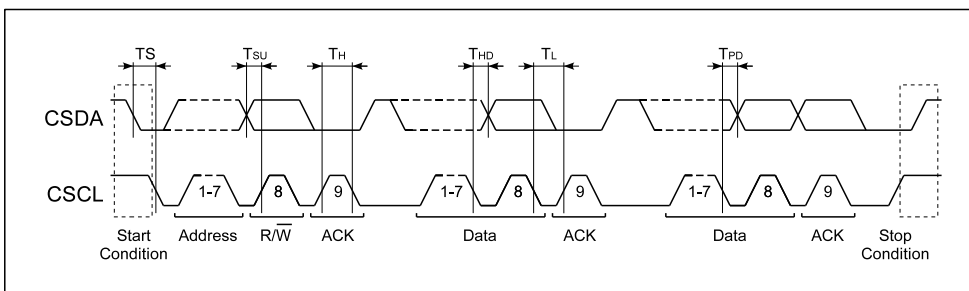 TS TSU TH THD TL TPD
CSDA
CSCL 1-7 8 9 1-7 8 9 1-7 8 9
Start Condition Address R/W̅ ACK Data ACK Data ACK Stop Condition